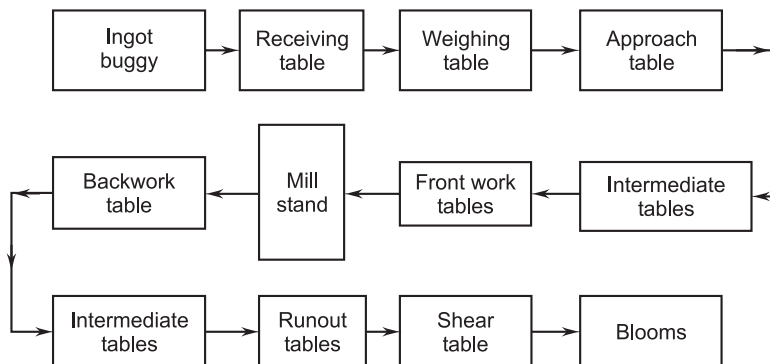 Ingot
buggy
Receiving
table
Weighing
table
Approach
table
Backwork
table
Mill
stand
Front work
tables
Intermediate
tables
Intermediate
tables
Runout
tables
Shear
table
Blooms